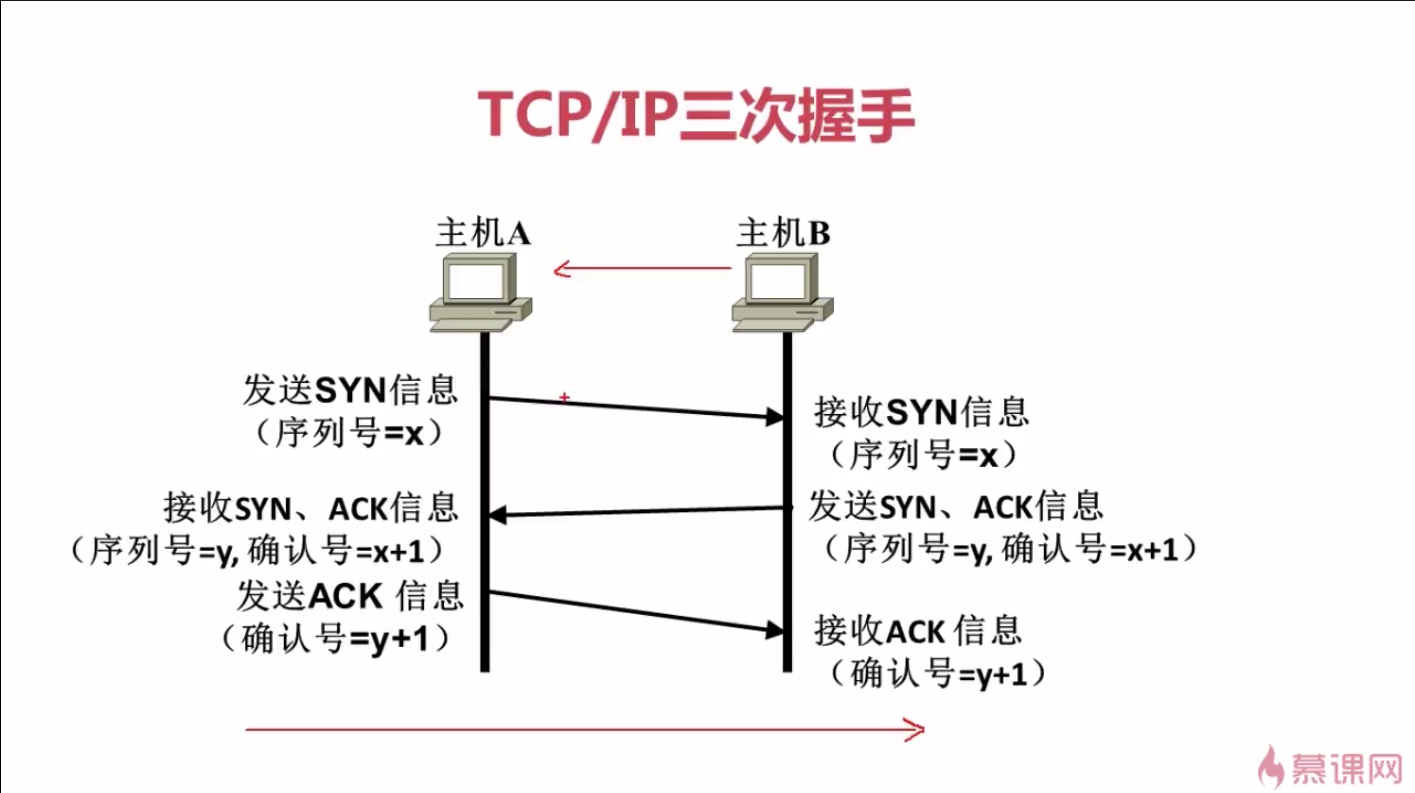 TCP/IP三次握手
主机A
主机B
发送SYN信息
（序列号=x）
接收SYN信息
（序列号=x）
接收SYN、ACK信息
（序列号=y, 确认号=x+1）
发送SYN、ACK信息
（序列号=y, 确认号=x+1）
发送ACK 信息
（确认号=y+1）
接收ACK 信息
（确认号=y+1）
慕课网